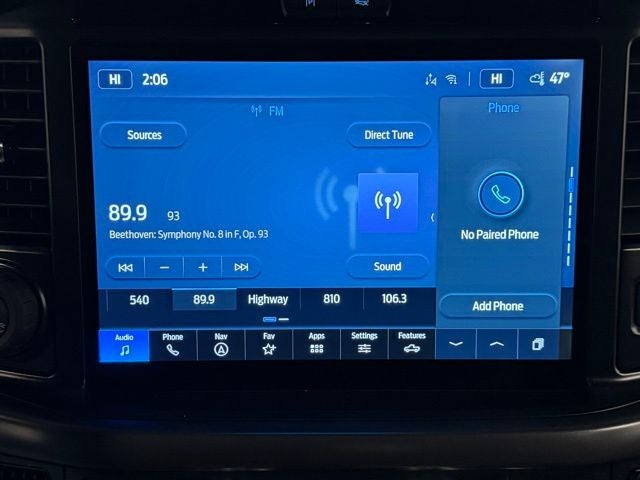 HI 2:06 HI 47°
FM
Phone
Sources
Direct Tune
89.9 93
Beethoven: Symphony No. 8 in F, Op. 93
No Paired Phone
Sound
540 89.9 Highway 810 106.3
Add Phone
Audio Phone Nav Fav Apps Settings Features